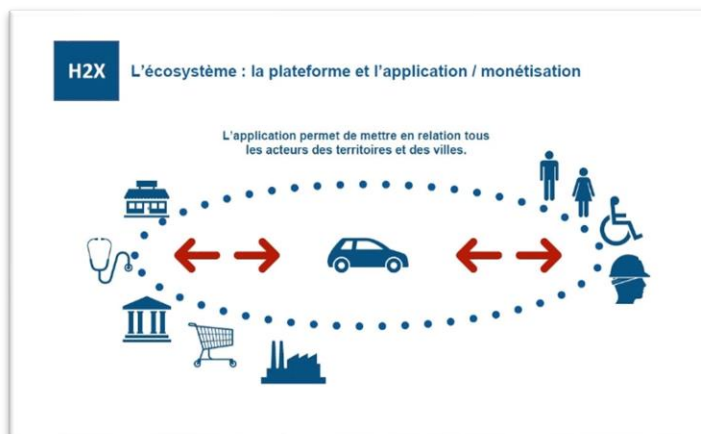 H2X
L'écosystème : la plateforme et l'application / monétisation
L'application permet de mettre en relation tous
les acteurs des territoires et des villes.